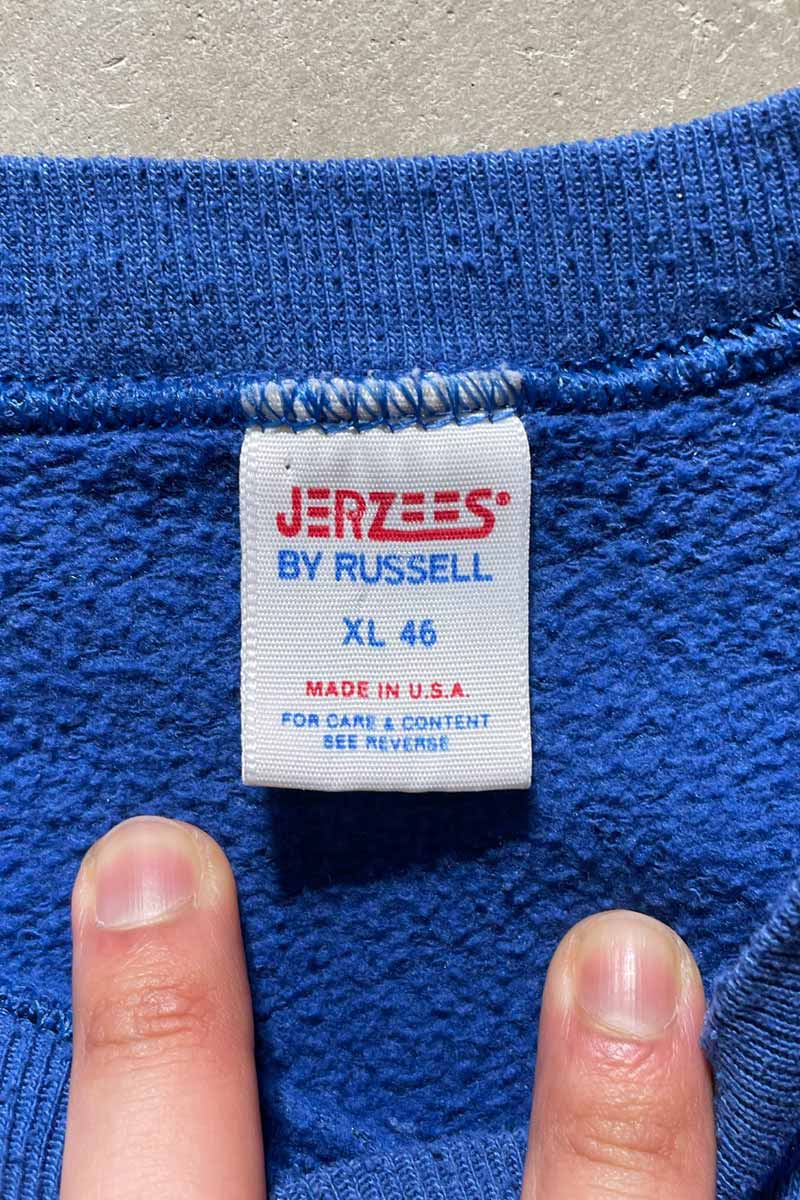 JERZEES®
BY RUSSELL
XL 46
MADE IN U.S.A.
FOR CARE & CONTENT
SEE REVERSE